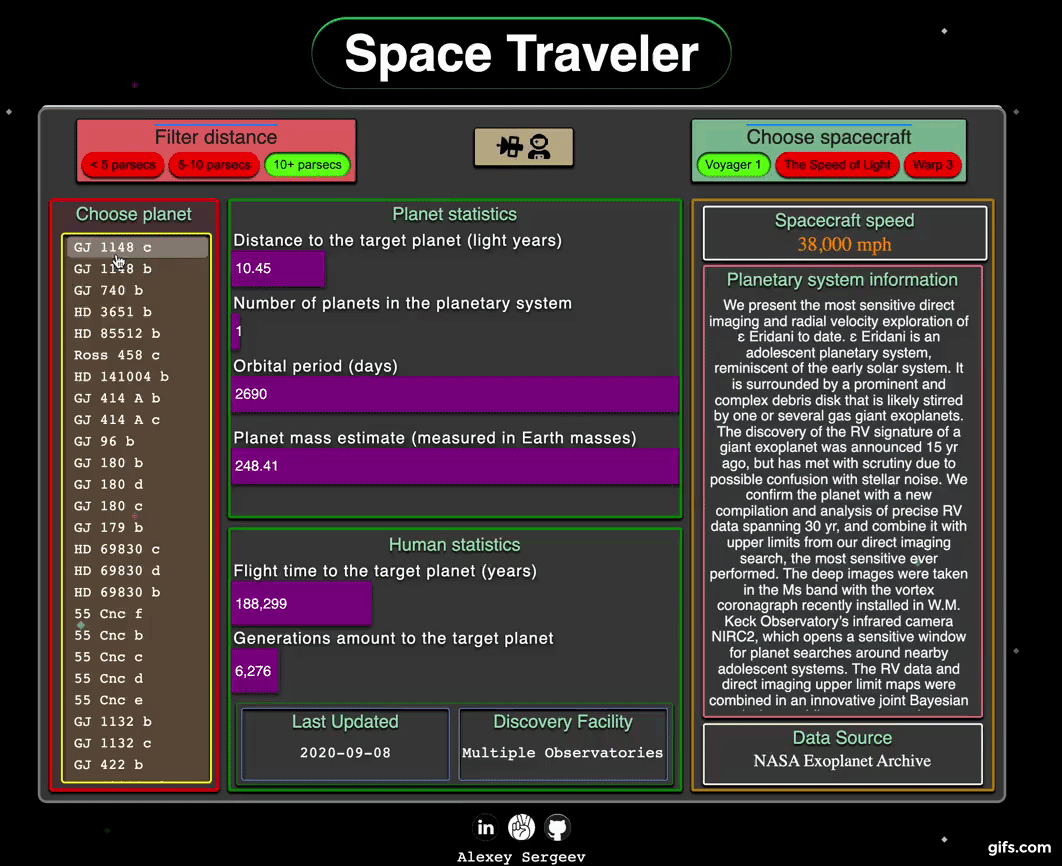 Space Traveler
Filter distance
< 5 parsecs
5-10 parsecs
10+ parsecs
Choose spacecraft
Voyager 1
The Speed of Light
Warp 3
Choose planet
GJ 1148 c
GJ 1148 b
GJ 740 b
HD 3651 b
HD 85512 b
Ross 458 c
HD 141004 b
GJ 414 A b
GJ 414 A c
GJ 96 b
GJ 180 b
GJ 180 d
GJ 180 c
GJ 179 b
HD 69830 c
HD 69830 d
HD 69830 b
55 Cnc f
55 Cnc b
55 Cnc c
55 Cnc d
55 Cnc e
GJ 1132 b
GJ 1132 c
GJ 422 b
Planet statistics
Distance to the target planet (light years)
10.45
Number of planets in the planetary system
1
Orbital period (days)
2690
Planet mass estimate (measured in Earth masses)
248.41
Human statistics
Flight time to the target planet (years)
188,299
Generations amount to the target planet
6,276
Last Updated
2020-09-08
Discovery Facility
Multiple Observatories
Spacecraft speed
38,000 mph
Planetary system information
We present the most sensitive direct
imaging and radial velocity exploration of
ε Eridani to date. ε Eridani is an
adolescent planetary system,
reminiscent of the early solar system. It
is surrounded by a prominent and
complex debris disk that is likely stirred
by one or several gas giant exoplanets.
The discovery of the RV signature of a
giant exoplanet was announced 15 yr
ago, but has met with scrutiny due to
possible confusion with stellar noise. We
confirm the planet with a new
compilation and analysis of precise RV
data spanning 30 yr, and combine it with
upper limits from our direct imaging
search, the most sensitive ever
performed. The deep images were taken
in the Ms band with the vortex
coronagraph recently installed in W.M.
Keck Observatory's infrared camera
NIRC2, which opens a sensitive window
for planet searches around nearby
adolescent systems. The RV data and
direct imaging upper limit maps were
combined in an innovative joint Bayesian
Data Source
NASA Exoplanet Archive
in
Alexey Sergeev
gifs.com